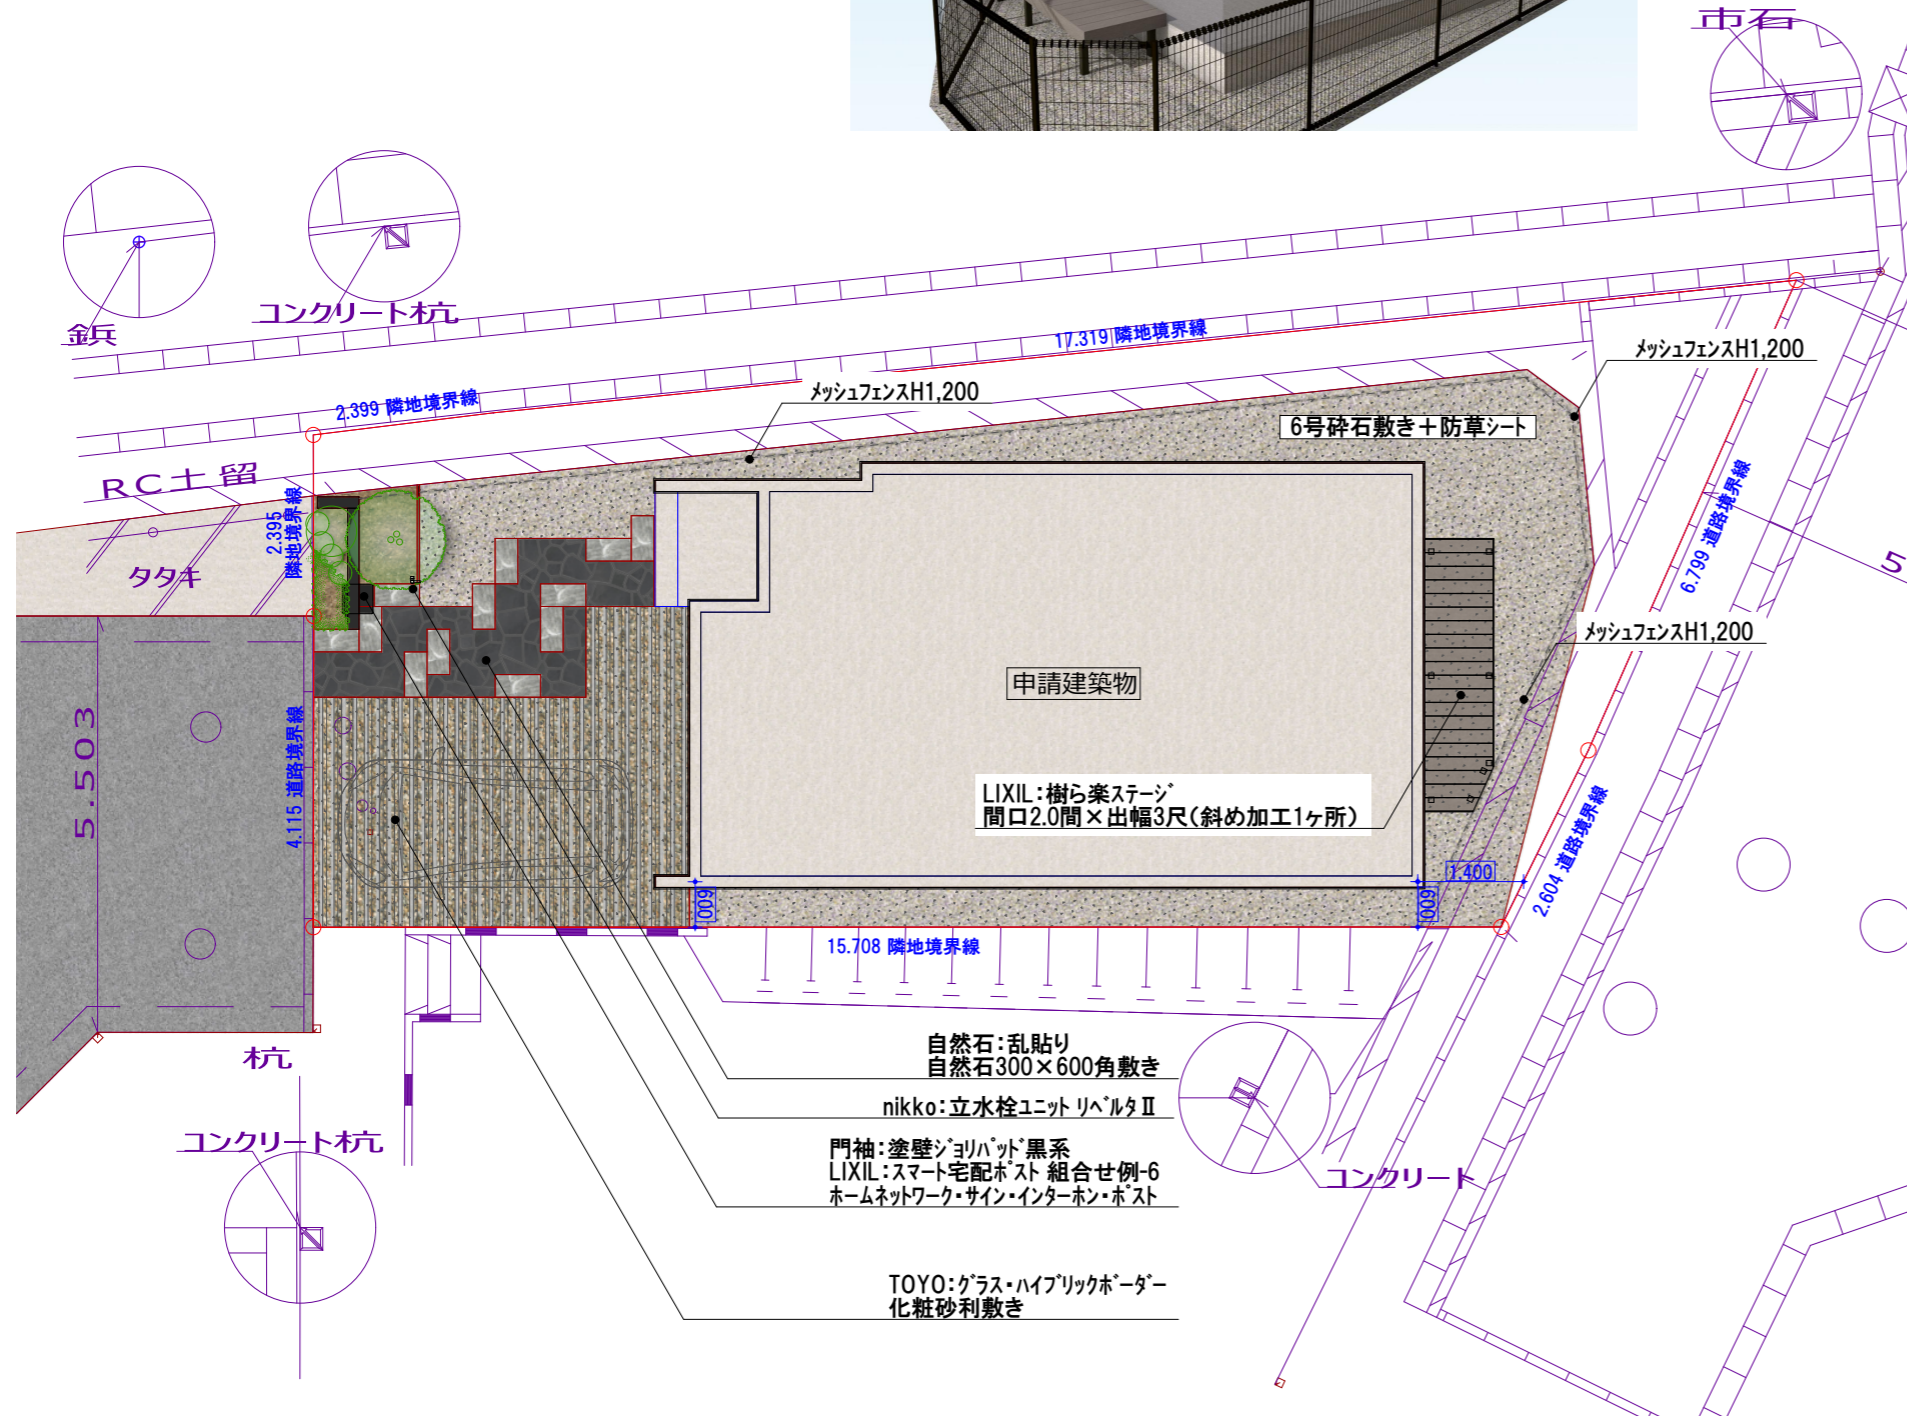 市石
鋲
コンクリート杭
17.319 隣地境界線
メッシュフェンスH1,200
2.399 隣地境界線
メッシュフェンスH1,200
6号砕石敷き＋防草シート
RC土留
2.395
隣地境界線
6.799 道路境界線
5
タタキ
メッシュフェンスH1,200
申請建築物
5.503
4.115 道路境界線
LIXIL：樹ら楽ステージ
間口2.0間×出幅3尺（斜め加工1ヶ所）
2.604 道路境界線
1,400
600
600
15.708 隣地境界線
杭
自然石：乱貼り
自然石300×600角敷き
nikko：立水栓ユニット リベルタⅡ
コンクリート杭
門袖：塗壁ジョリパッド黒系
LIXIL：スマート宅配ポスト 組合せ例-6
ホームネットワーク・サイン・インターホン・ポスト
コンクリート
TOYO：グラス・ハイブリックボーダー
化粧砂利敷き